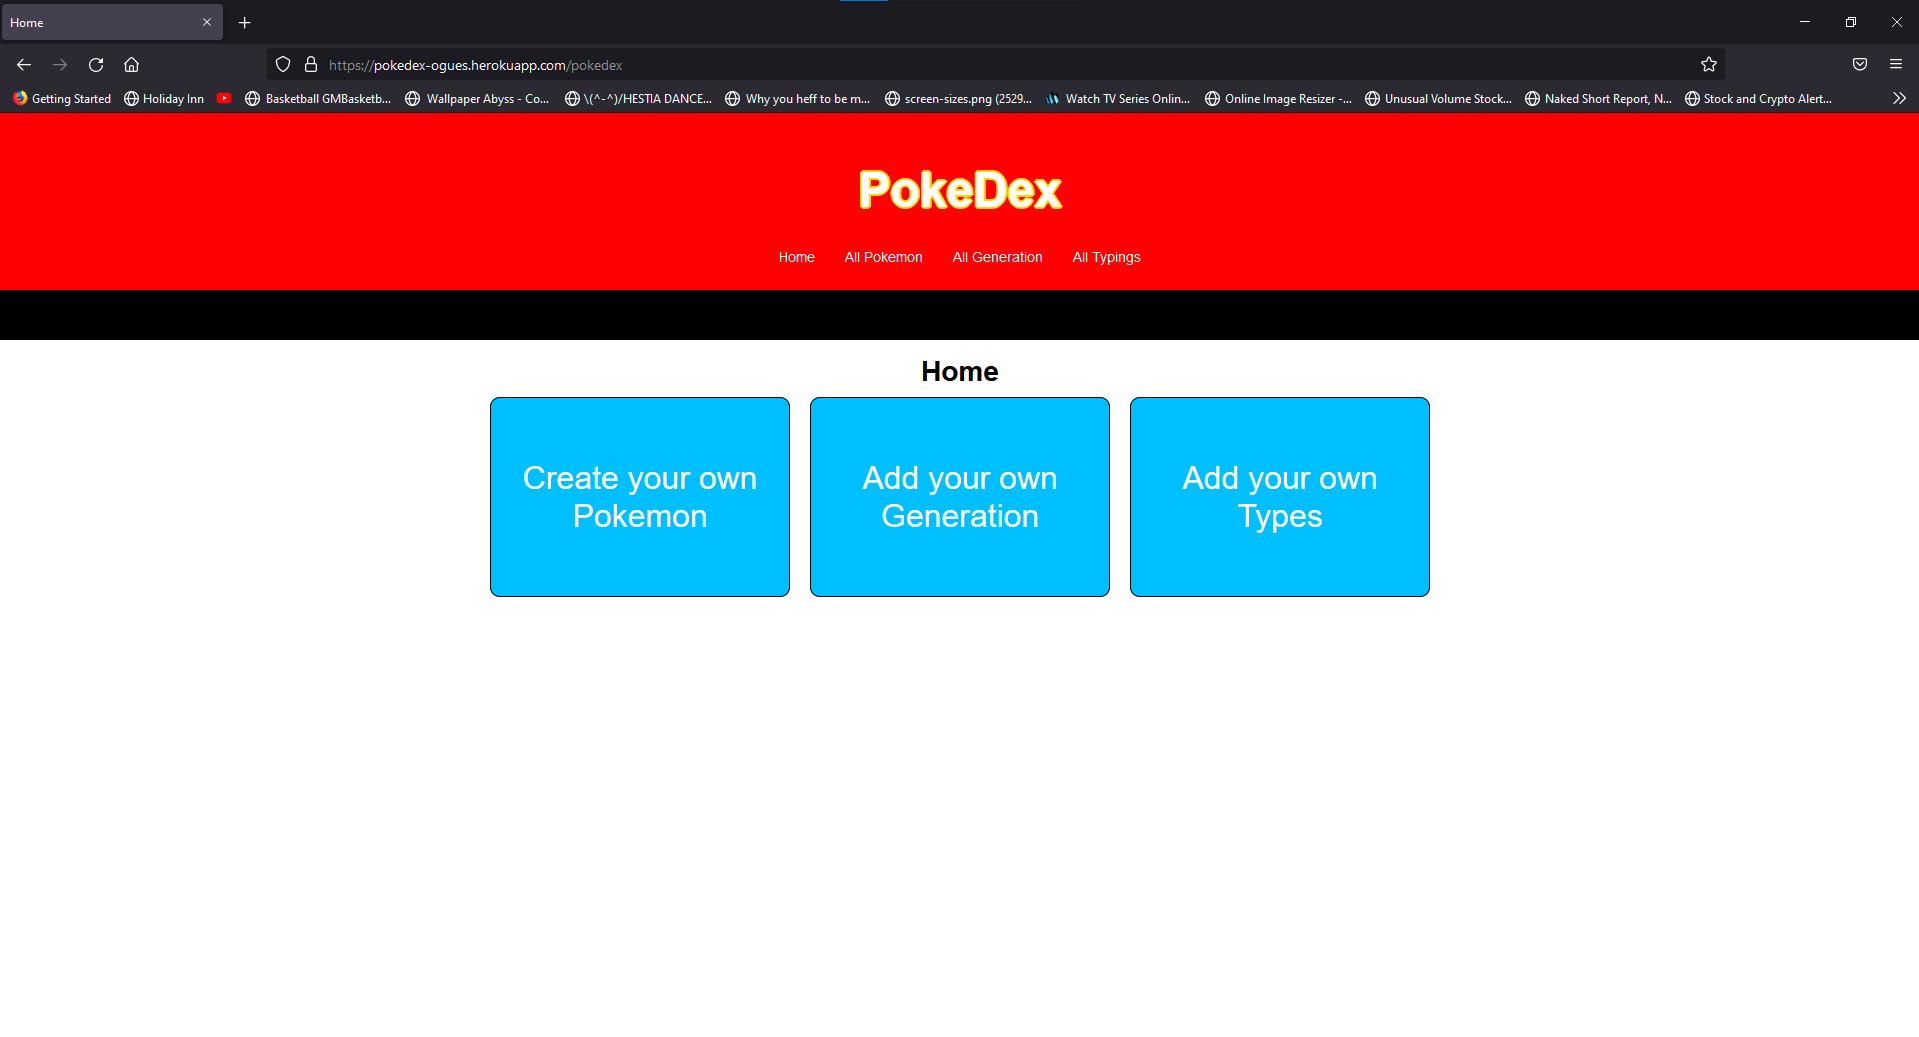 Home
https://pokedex-ogues.herokuapp.com/pokedex
Getting Started Holiday Inn Basketball GMBasketb... Wallpaper Abyss - Co... \(^-^)/HESTIA DANCE... Why you heff to be m... screen-sizes.png (2529... Watch TV Series Onlin... Online Image Resizer -... Unusual Volume Stock... Naked Short Report, N... Stock and Crypto Alert...
PokeDex
Home All Pokemon All Generation All Typings
Home
Create your own
Pokemon
Add your own
Generation
Add your own
Types